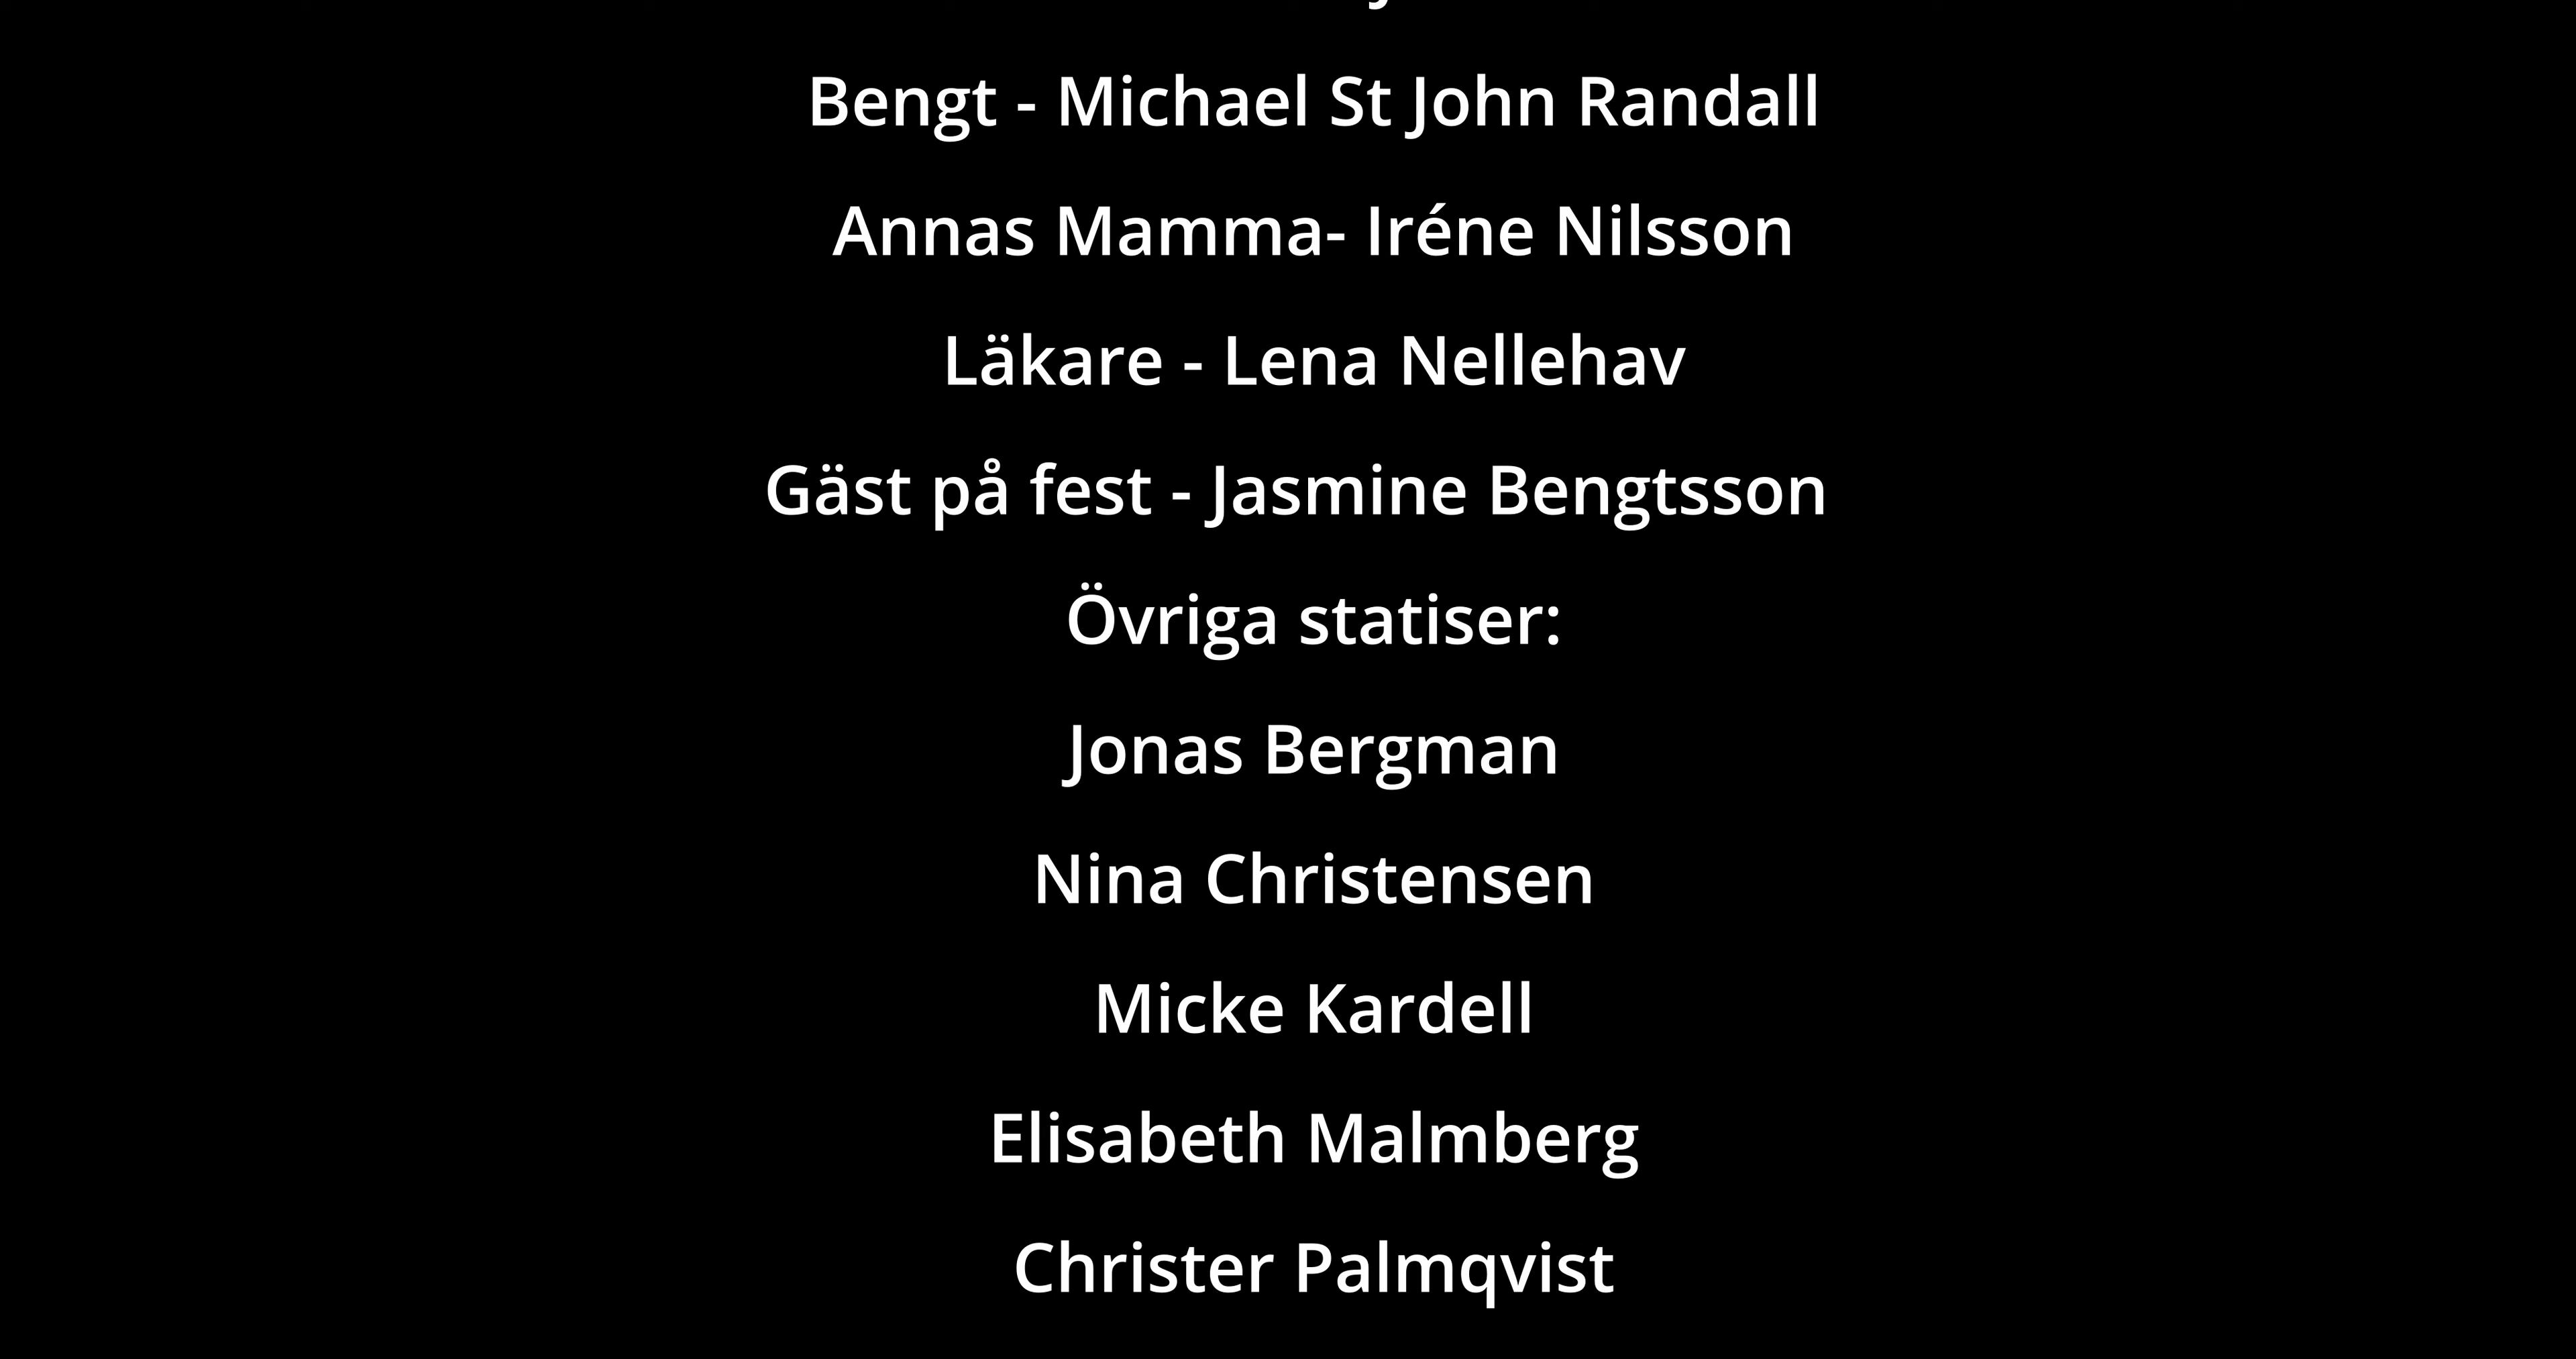 Bengt - Michael St John Randall
Annas Mamma- Iréne Nilsson
Läkare - Lena Nellehav
Gäst på fest - Jasmine Bengtsson
Övriga statiser:
Jonas Bergman
Nina Christensen
Micke Kardell
Elisabeth Malmberg
Christer Palmqvist